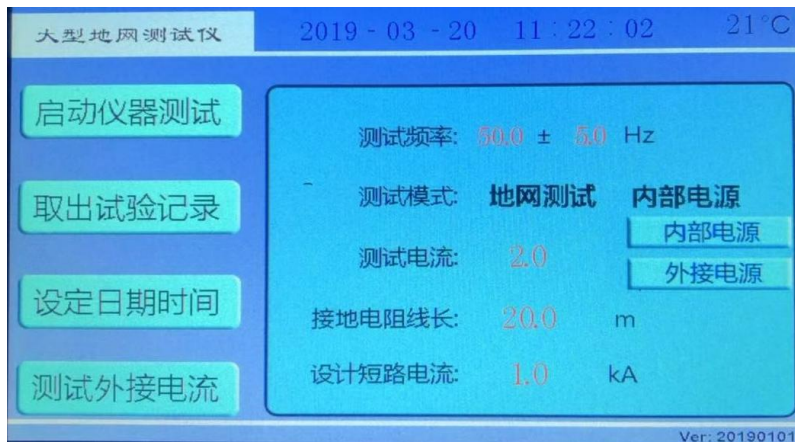 大型地网测试仪 2019-03-20 11:22:02 21°C
启动仪器测试
取出试验记录
设定日期时间
测试外接电流
测试频率: 50.0 ± 5.0 Hz
测试模式: 地网测试 内部电源
内部电源
测试电流: 2.0
外接电源
接地电阻线长: 20.0 m
设计短路电流: 1.0 kA
Ver: 20190101